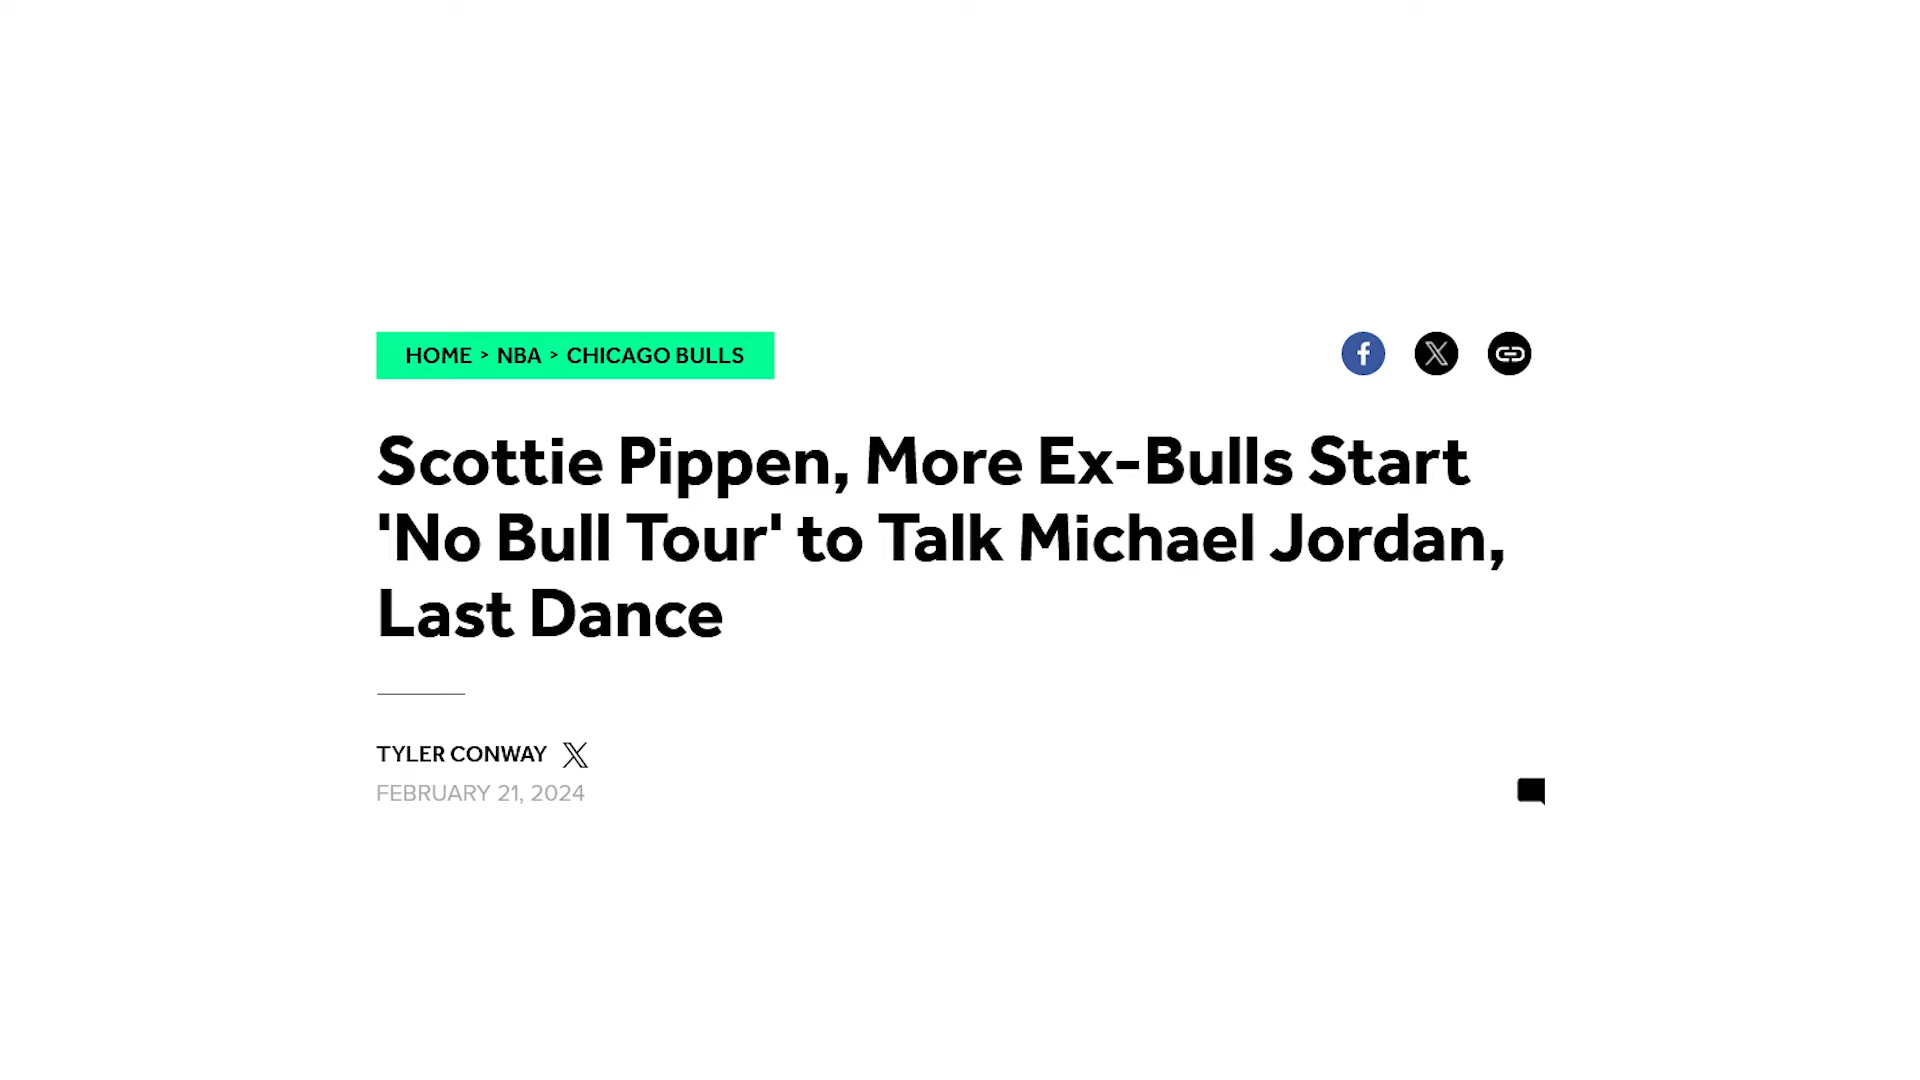 HOME > NBA > CHICAGO BULLS
Scottie Pippen, More Ex-Bulls Start
'No Bull Tour' to Talk Michael Jordan,
Last Dance
TYLER CONWAY
FEBRUARY 21, 2024